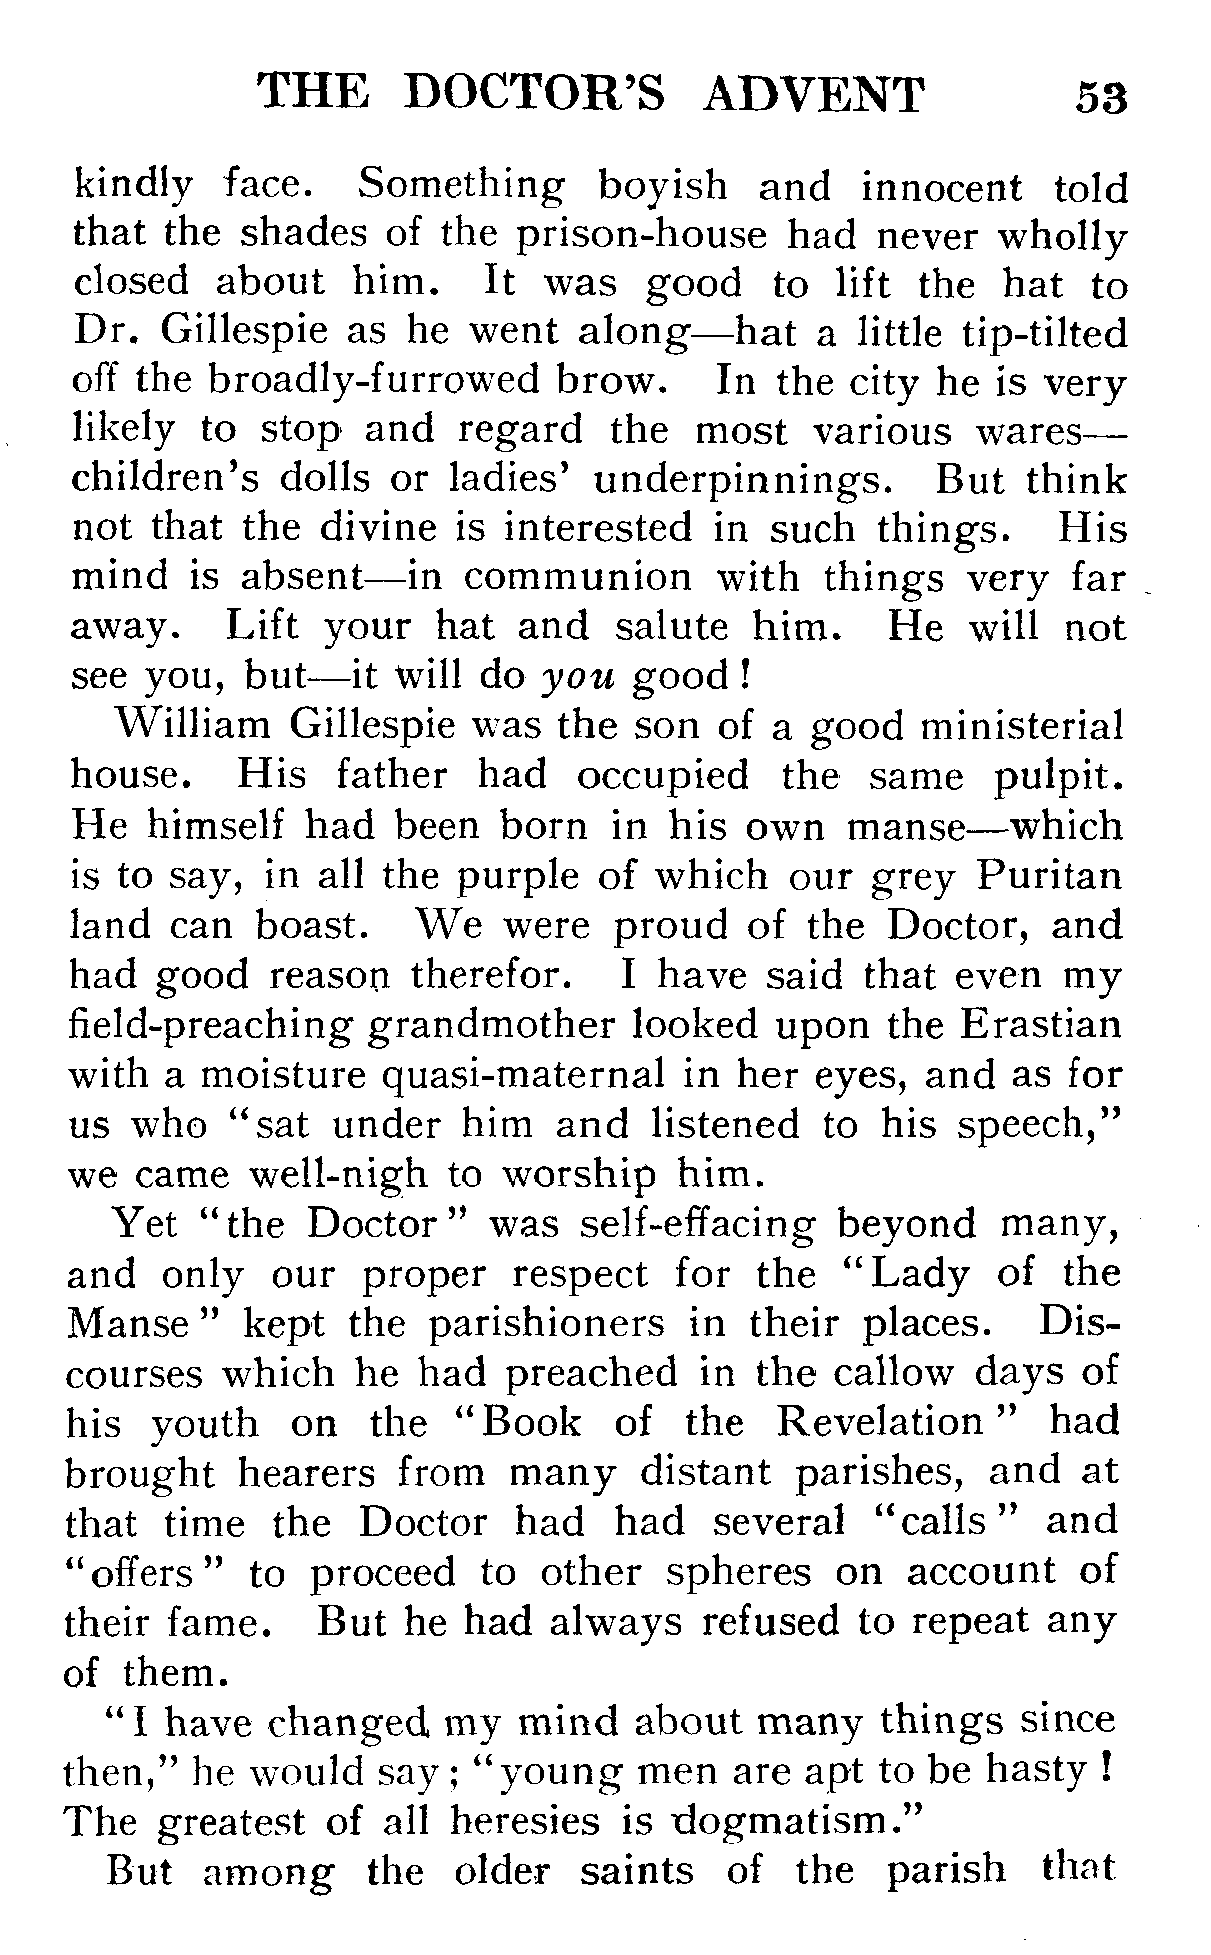 THE DOCTOR'S ADVENT 53
kindly face. Something boyish and innocent told
that the shades of the prison-house had never wholly
closed about him. It was good to lift the hat to
Dr. Gillespie as he went along—hat a little tip-tilted
off the broadly-furrowed brow. In the city he is very
likely to stop and regard the most various wares—
children's dolls or ladies' underpinnings. But think
not that the divine is interested in such things. His
mind is absent—in communion with things very far
away. Lift your hat and salute him. He will not
see you, but—it will do you good!
William Gillespie was the son of a good ministerial
house. His father had occupied the same pulpit.
He himself had been born in his own manse—which
is to say, in all the purple of which our grey Puritan
land can boast. We were proud of the Doctor, and
had good reason therefor. I have said that even my
field-preaching grandmother looked upon the Erastian
with a moisture quasi-maternal in her eyes, and as for
us who "sat under him and listened to his speech,"
we came well-nigh to worship him.
Yet "the Doctor" was self-effacing beyond many,
and only our proper respect for the "Lady of the
Manse" kept the parishioners in their places. Dis-
courses which he had preached in the callow days of
his youth on the "Book of the Revelation" had
brought hearers from many distant parishes, and at
that time the Doctor had had several "calls" and
"offers" to proceed to other spheres on account of
their fame. But he had always refused to repeat any
of them.
"I have changed my mind about many things since
then," he would say; "young men are apt to be hasty!
The greatest of all heresies is dogmatism."
But among the older saints of the parish that